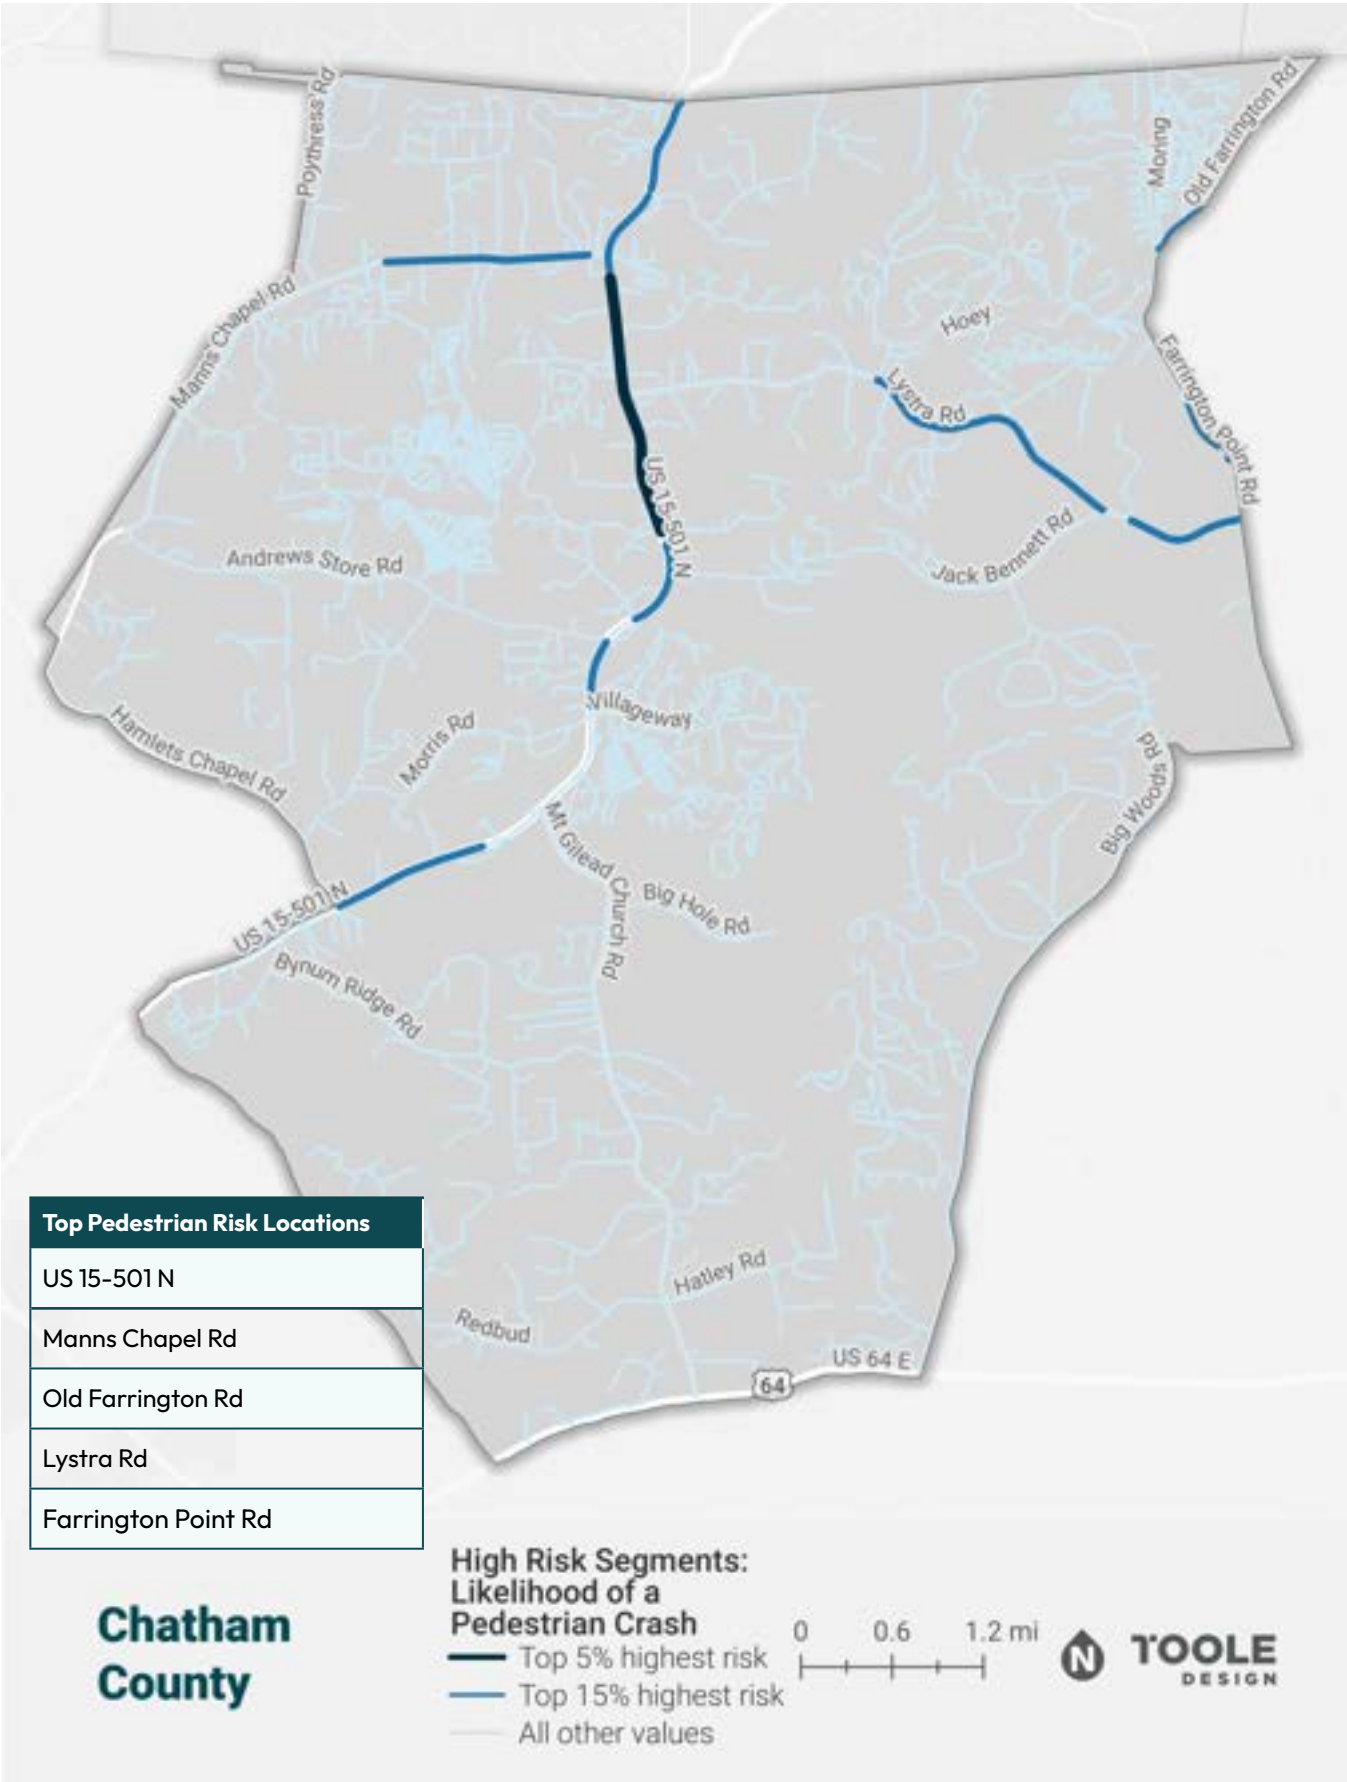 Poythress Rd
Moring
Old Farrington Rd
Manns Chapel Rd
Hoey
Farrington Point Rd
Lystra Rd
US 15-501 N
Andrews Store Rd
Jack Bennett Rd
Villageway
Hamlets Chapel Rd
Morris Rd
Big Woods Rd
Mt Gilead Church Rd
US 15-501 N
Big Hole Rd
Bynum Ridge Rd
Top Pedestrian Risk Locations
US 15-501 N
Manns Chapel Rd
Old Farrington Rd
Lystra Rd
Farrington Point Rd
Hatley Rd
Redbud
US 64 E
64
Chatham
County
High Risk Segments:
Likelihood of a
Pedestrian Crash
Top 5% highest risk
Top 15% highest risk
All other values
0 0.6 1.2 mi
N
TOOLE
DESIGN